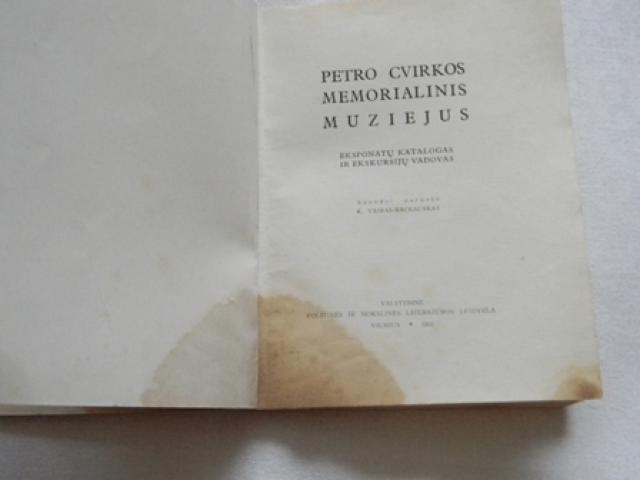 PETRO CVIRKOS
MEMORIALINIS
MUZIEJUS
EKSPONATŲ KATALOGAS
IR EKSKURSIJŲ VADOVAS
K.
VALSTYBINĖ
POLITINĖS IR MOKSLINĖS LITERATŪROS LEIDYKLA
VILNIUS •